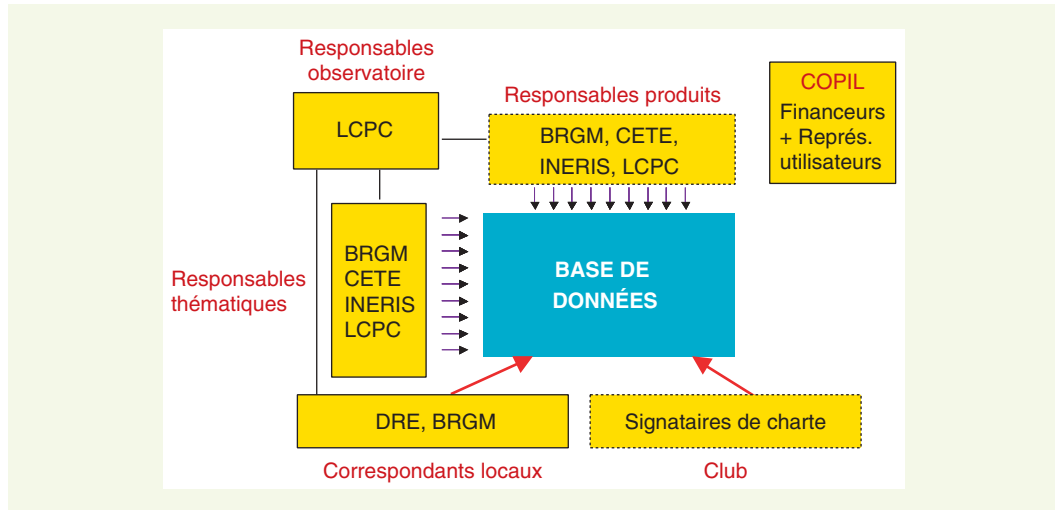 Responsables
observatoire
LCPC
Responsables produits
BRGM, CETE,
INERIS, LCPC
COPIL
Financeurs
+ Représ.
utilisateurs
Responsables
thématiques
BRGM
CETE
INERIS
LCPC
BASE DE
DONNÉES
DRE, BRGM
Correspondants locaux
Signataires de charte
Club